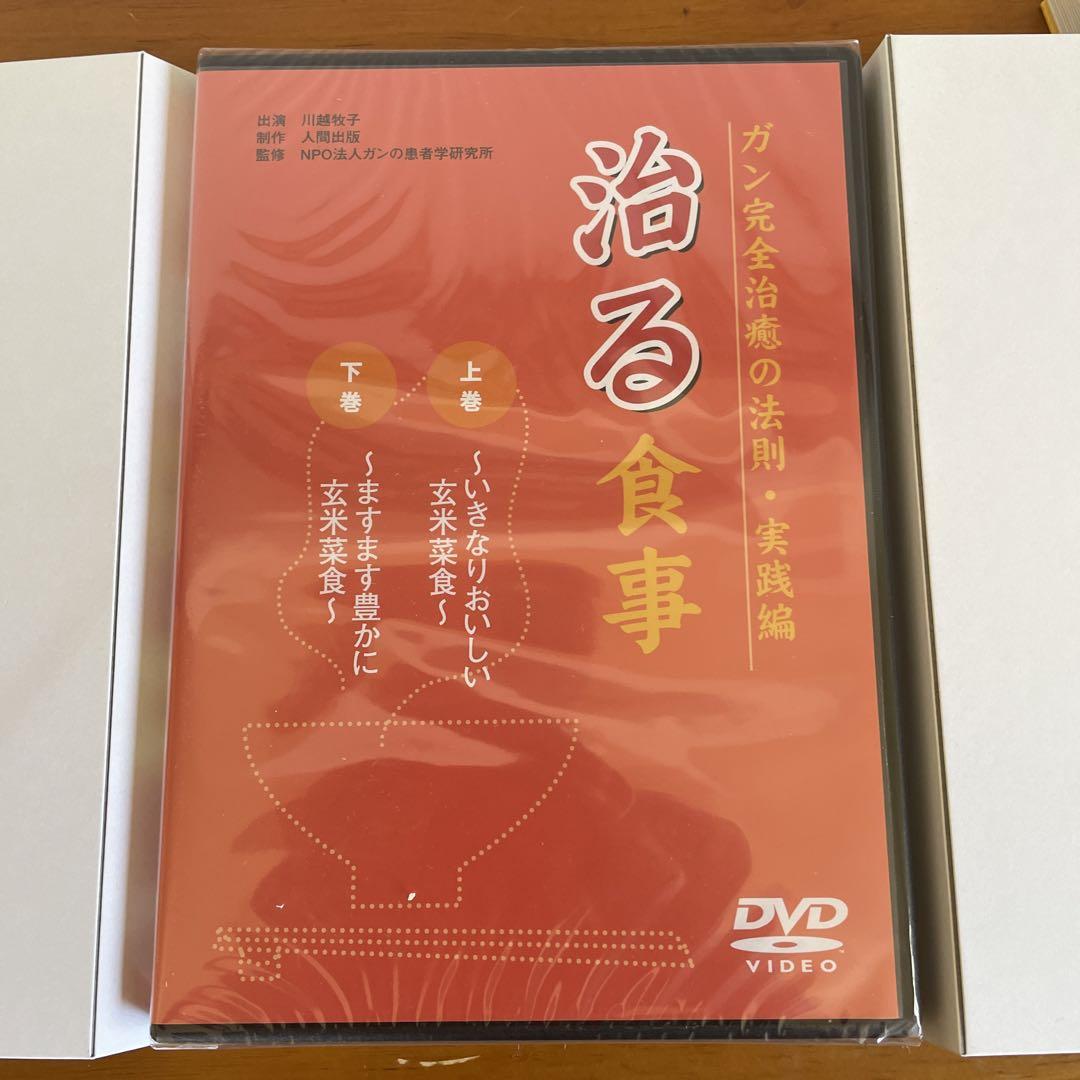 出演 川越牧子
制作 人間出版
監修 NPO法人ガンの患者学研究所
ガン完全治癒の法則・実践編
治る食事
上巻
～いきなりおいしい
玄米菜食～
下巻
～ますます豊かに
玄米菜食～
DVD
VIDEO